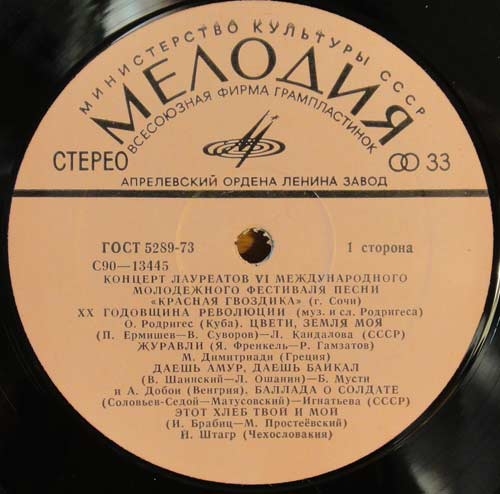 МИНИСТЕРСТВО КУЛЬТУРЫ СССР
МЕЛОДИЯ
ВСЕСОЮЗНАЯ ФИРМА ГРАМПЛАСТИНОК
СТЕРЕО
33
АПРЕЛЕВСКИЙ ОРДЕНА ЛЕНИНА ЗАВОД
ГОСТ 5289-73
1 сторона
С90—13445
КОНЦЕРТ ЛАУРЕАТОВ VI МЕЖДУНАРОДНОГО
МОЛОДЕЖНОГО ФЕСТИВАЛЯ ПЕСНИ
«КРАСНАЯ ГВОЗДИКА» (г. Сочи)
XX ГОДОВЩИНА РЕВОЛЮЦИИ (муз. и сл. Родригеса)
О. Родригес (Куба). ЦВЕТИ, ЗЕМЛЯ МОЯ
(П. Ермишев—В. Суворов)—Л. Кандалова (СССР)
ЖУРАВЛИ (Я. Френкель—Р. Гамзатов)
М. Димитриади (Греция)
ДАЕШЬ АМУР, ДАЕШЬ БАЙКАЛ
(В. Шаинский—Л. Ошанин)—Б. Мусти
и А. Добои (Венгрия). БАЛЛАДА О СОЛДАТЕ
(Соловьев-Седой—Матусовский)—Игнатьева (СССР)
ЭТОТ ХЛЕБ ТВОЙ И МОЙ
(И. Брабиц—М. Простеёвский)
Й. Штагр (Чехословакия)